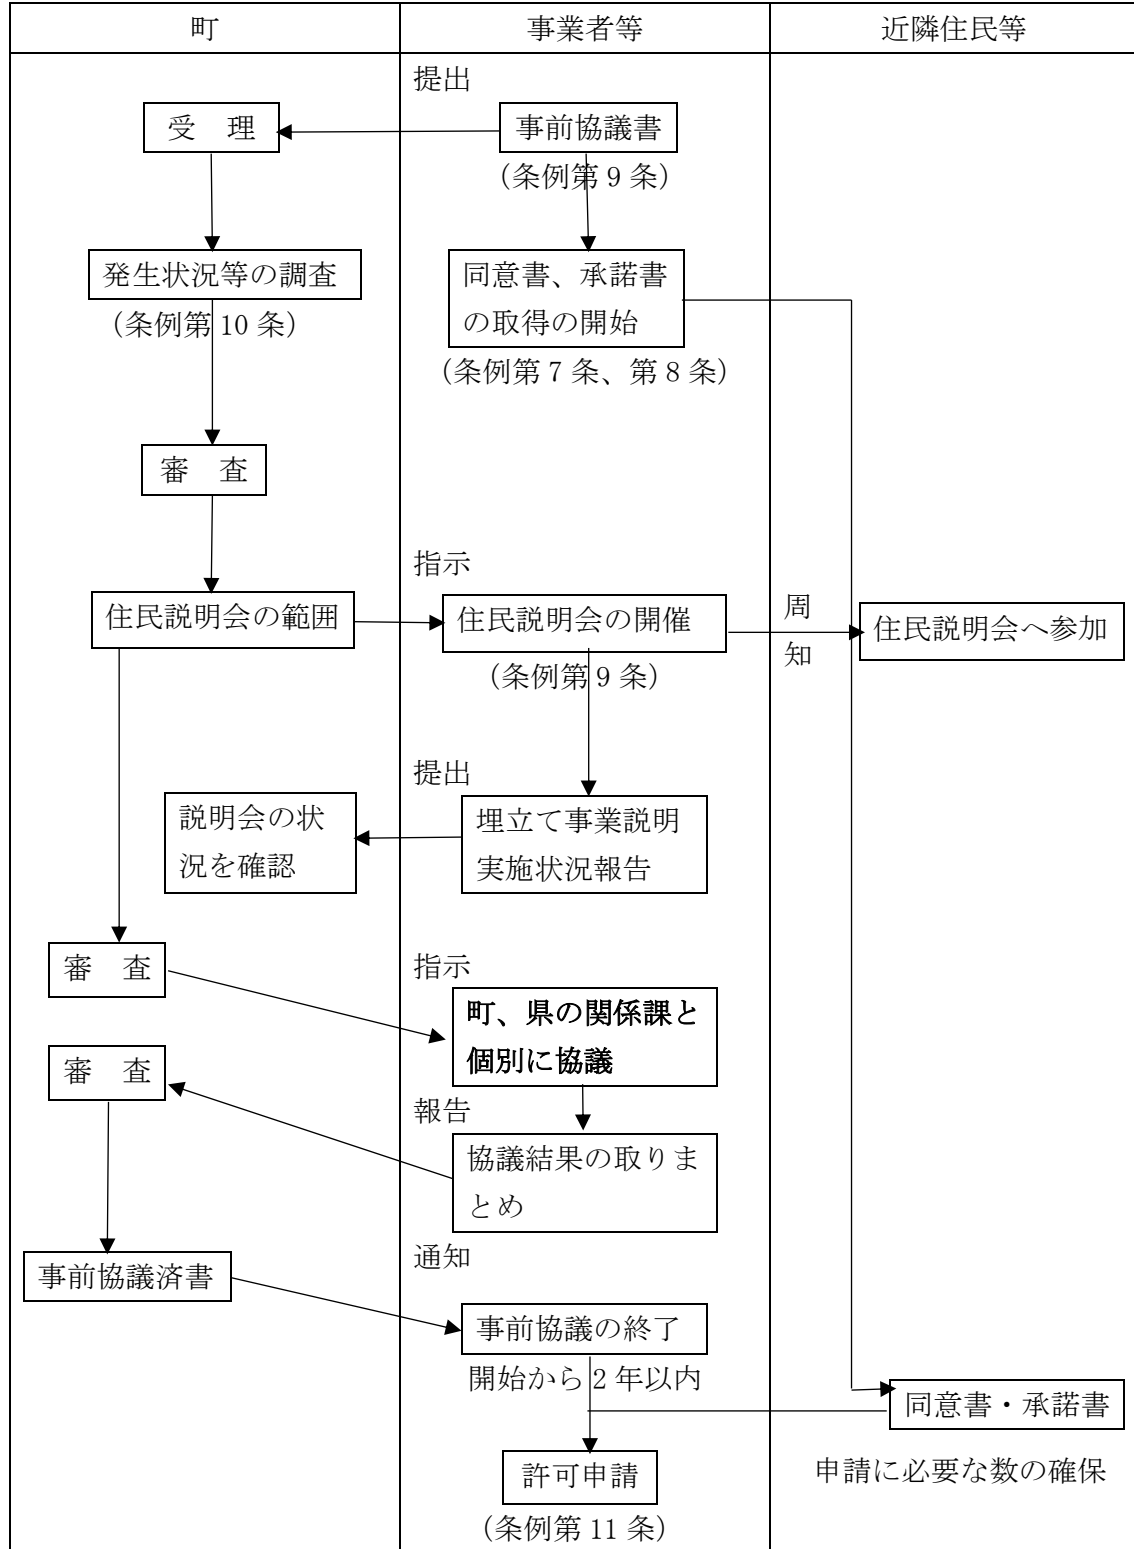 町
事業者等
近隣住民等
提出
受　理
事前協議書
（条例第 9 条）
発生状況等の調査
（条例第 10 条）
同意書、承諾書
の取得の開始
（条例第 7 条、第 8 条）
審　査
指示
住民説明会の範囲
住民説明会の開催
（条例第 9 条）
周
知
住民説明会へ参加
提出
説明会の状
況を確認
埋立て事業説明
実施状況報告
審　査
指示
町、県の関係課と
個別に協議
審　査
報告
協議結果の取りま
とめ
通知
事前協議済書
事前協議の終了
開始から 2 年以内
同意書・承諾書
申請に必要な数の確保
許可申請
（条例第 11 条）